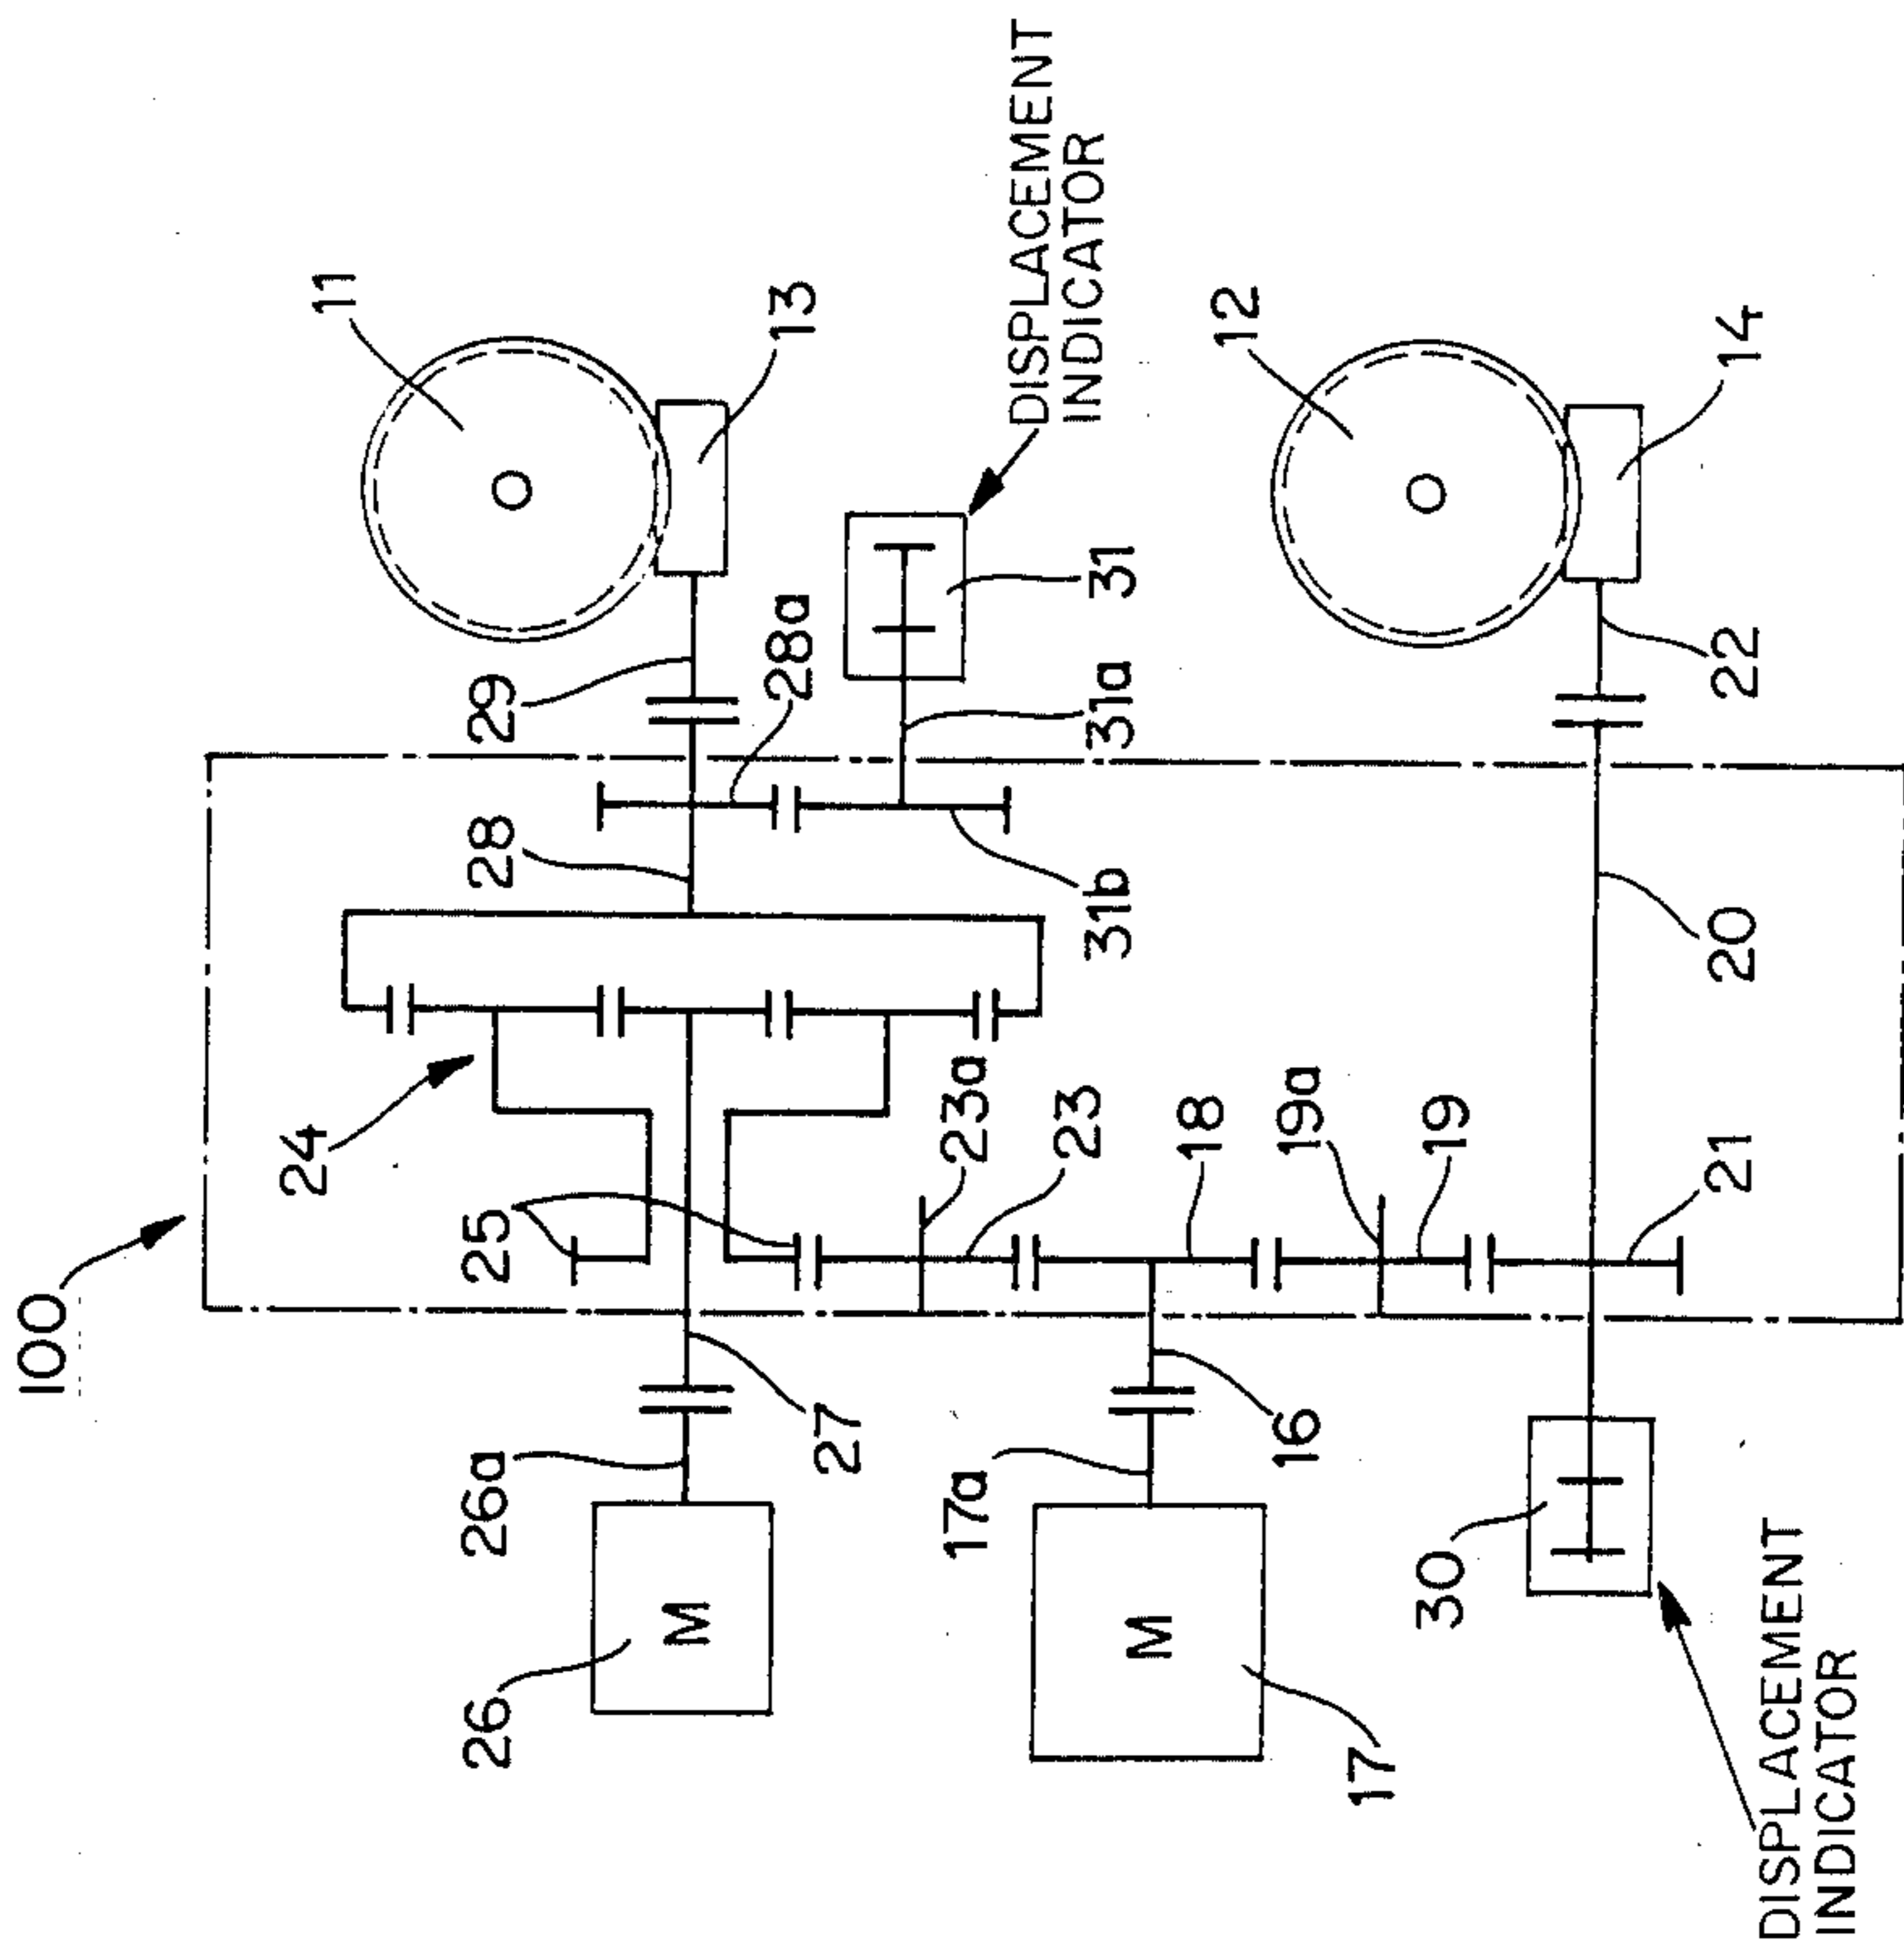 100
24
25
26
26a
27
28
29
11
13
28a
31
31a
31b
DISPLACEMENT
INDICATOR
23a
23
18
19a
19
21
20
22
12
14
17a
16
17
30
M
M
DISPLACEMENT
INDICATOR